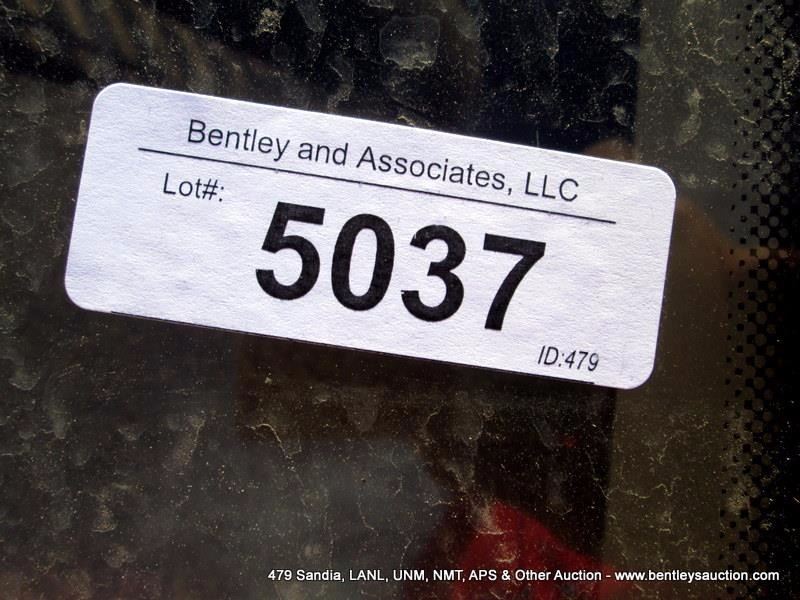 Bentley and Associates, LLC
Lot#:
5037
ID:479
479 Sandia, LANL, UNM, NMT, APS & Other Auction - www.bentleysauction.com